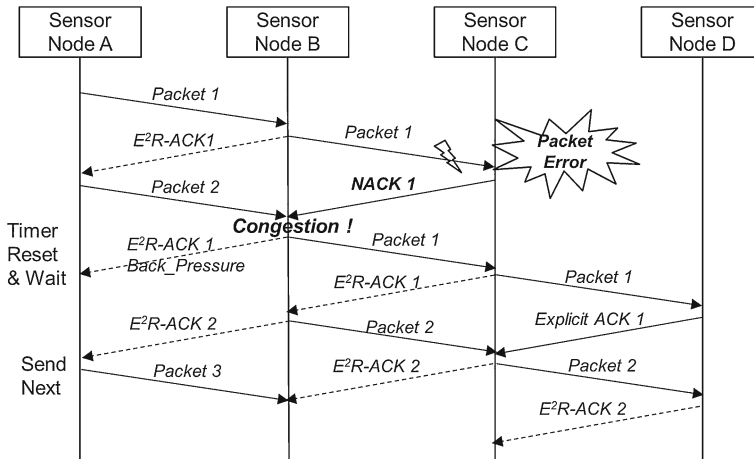 Sensor Node A
Sensor Node B
Sensor Node C
Sensor Node D
Packet 1
E²R-ACK1
Packet 1
Packet Error
Packet 2
NACK 1
Congestion !
Timer Reset & Wait
E²R-ACK 1
Back_Pressure
Packet 1
E²R-ACK 1
Packet 1
E²R-ACK 2
Packet 2
Explicit ACK 1
Send Next
Packet 3
E²R-ACK 2
Packet 2
E²R-ACK 2